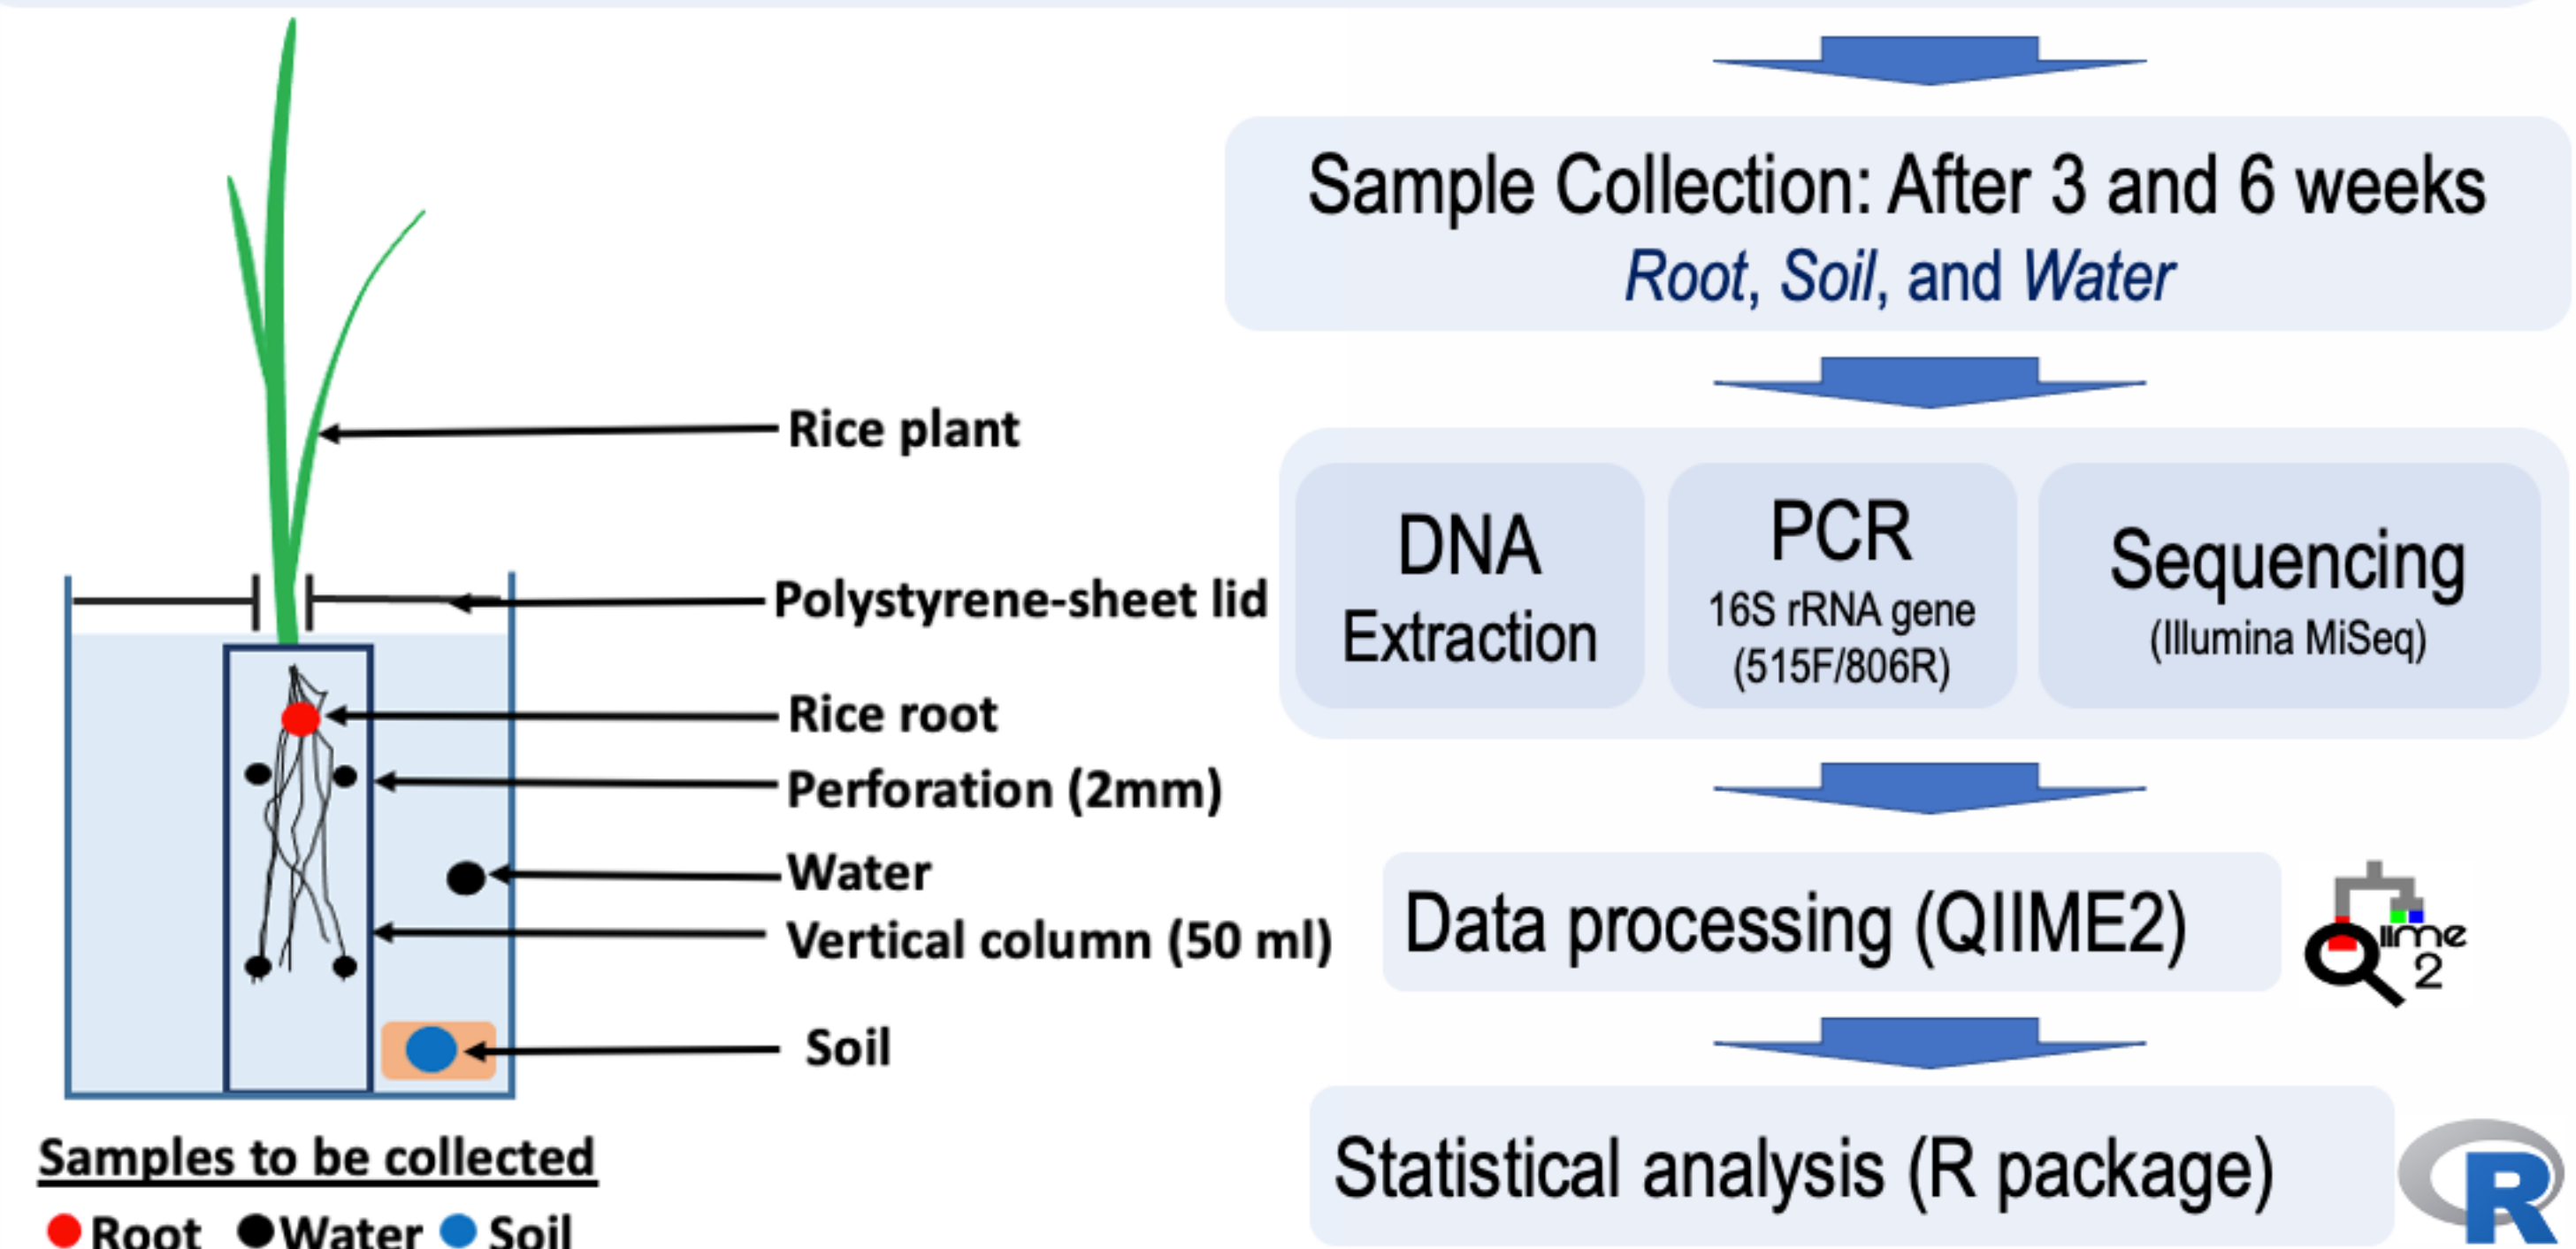 Rice plant
Polystyrene-sheet lid
Rice root
Perforation (2mm)
Water
Vertical column (50 ml)
Soil
Samples to be collected
Root Water Soil
Sample Collection: After 3 and 6 weeks
Root, Soil, and Water
DNA
Extraction
PCR
16S rRNA gene
(515F/806R)
Sequencing
(Illumina MiSeq)
Data processing (QIIME2)
QIIme
2
Statistical analysis (R package)
R